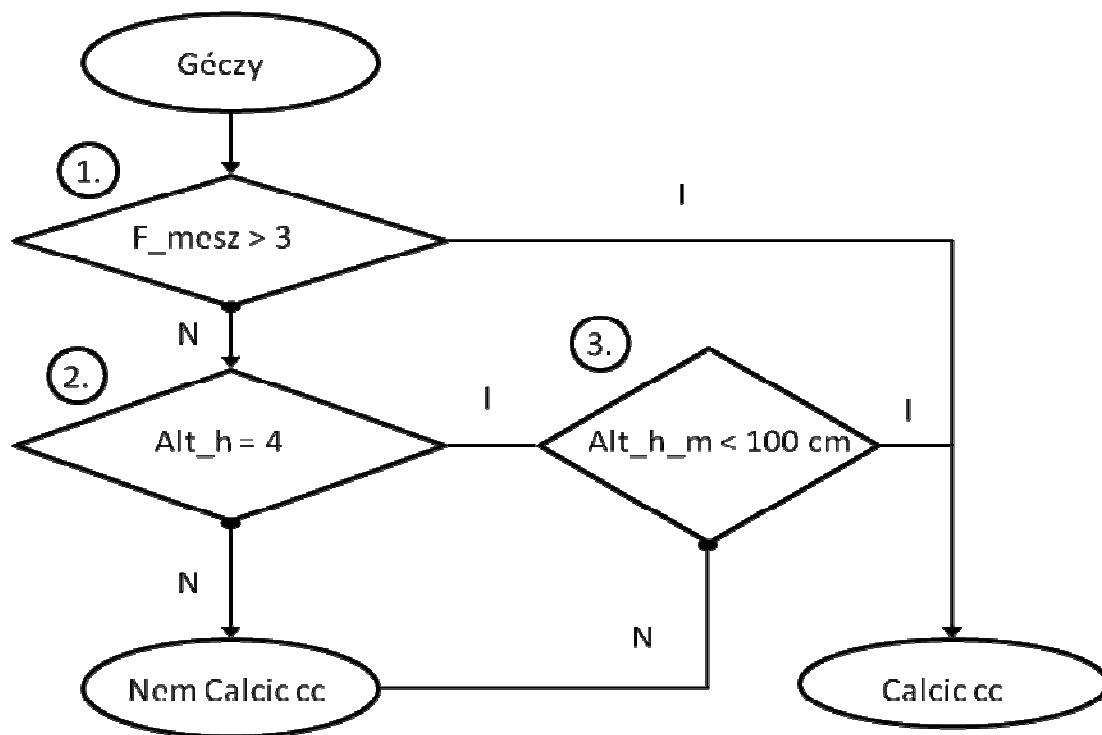 Géczy
1.
I
F_mesz > 3
N
3.
2.
I
I
Alt_h = 4
Alt_h_m < 100 cm
N
N
Nem Calcic cc
Calcic cc